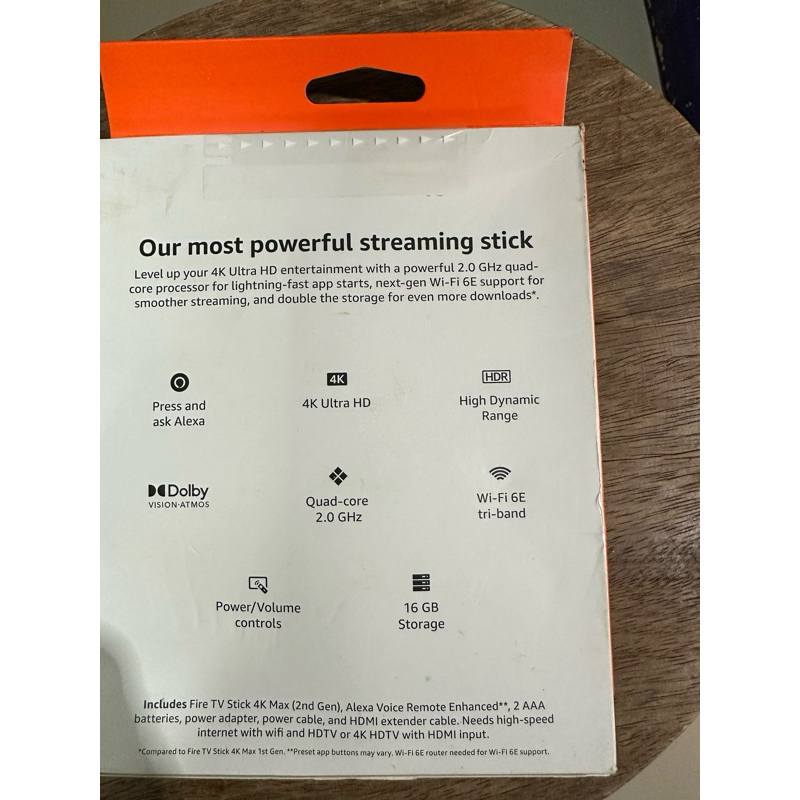 Our most powerful streaming stick
Level up your 4K Ultra HD entertainment with a powerful 2.0 GHz quad-
core processor for lightning-fast app starts, next-gen Wi-Fi 6E support for
smoother streaming, and double the storage for even more downloads*.
4K
HDR
Press and
ask Alexa
4K Ultra HD
High Dynamic
Range
Dolby
VISION·ATMOS
Quad-core
2.0 GHz
Wi-Fi 6E
tri-band
Power/Volume
controls
16 GB
Storage
Includes Fire TV Stick 4K Max (2nd Gen), Alexa Voice Remote Enhanced**, 2 AAA
batteries, power adapter, power cable, and HDMI extender cable. Needs high-speed
internet with wifi and HDTV or 4K HDTV with HDMI input.
*Compared to Fire TV Stick 4K Max 1st Gen. **Preset app buttons may vary. Wi-Fi 6E router needed for Wi-Fi 6E support.